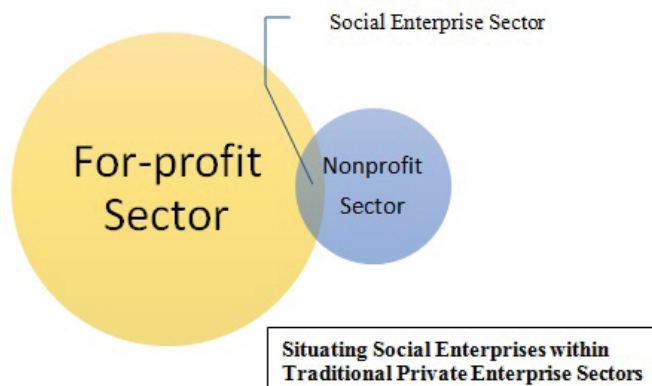 Social Enterprise Sector
For-profit
Sector
Nonprofit
Sector
Situating Social Enterprises within
Traditional Private Enterprise Sectors